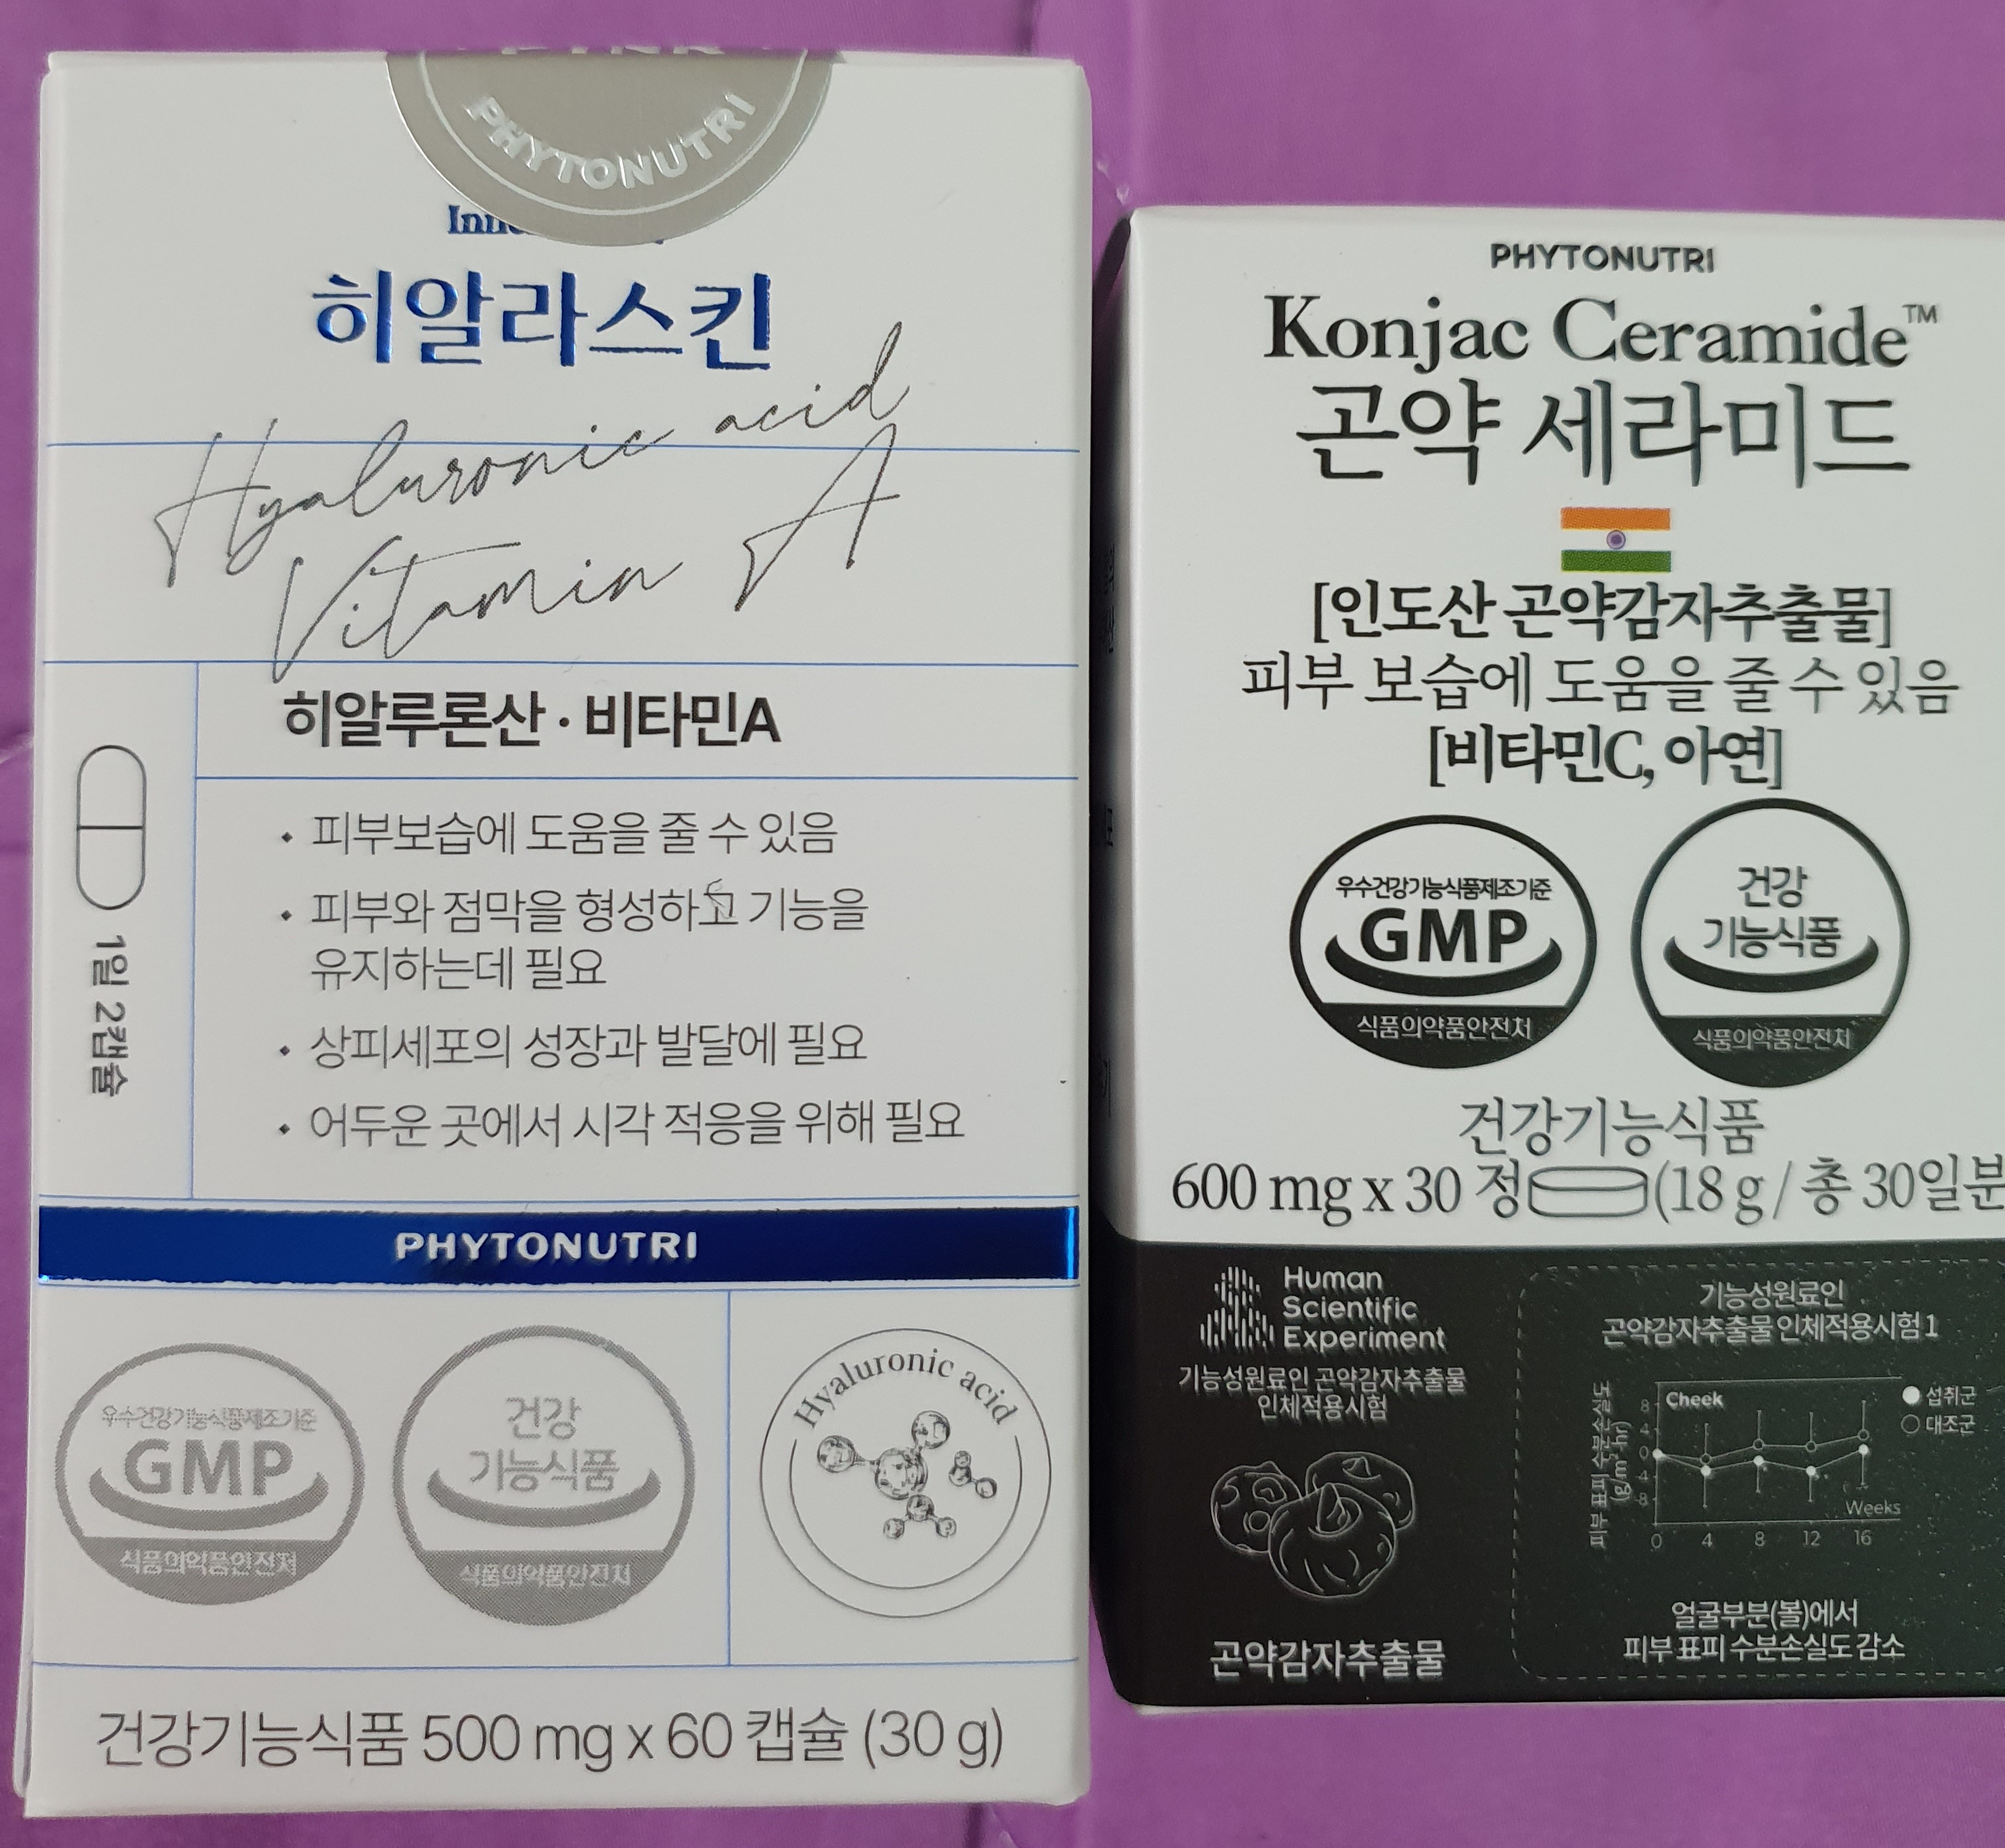 PHYTONUTRI
히알라스킨
Hyaluronic acid
Vitamin A
히알루론산 · 비타민A
1일 2캡슐
• 피부보습에 도움을 줄 수 있음
• 피부와 점막을 형성하고 기능을
유지하는데 필요
• 상피세포의 성장과 발달에 필요
• 어두운 곳에서 시각 적응을 위해 필요
PHYTONUTRI
우수건강기능식품제조기준
GMP
식품의약품안전처
건강
기능식품
식품의약품안전처
Hyaluronic acid
건강기능식품 500 mg x 60 캡슐 (30 g)
PHYTONUTRI
Konjac Ceramide™
곤약 세라미드
[인도산 곤약감자추출물]
피부 보습에 도움을 줄 수 있음
[비타민C, 아연]
우수건강기능식품제조기준
GMP
식품의약품안전처
건강
기능식품
식품의약품안전처
건강기능식품
600 mg x 30 정 (18 g / 총 30일분
Human
Scientific
Experiment
기능성원료인 곤약감자추출물
인체적용시험
곤약감자추출물
기능성원료인
곤약감자추출물 인체적용시험 1
Cheek
섭취군
대조군
피부 표피 수분손실도
(g/m²/h)
8
4
0
4
8
Weeks
0 4 8 12 16
얼굴부분(볼)에서
피부 표피 수분손실도 감소